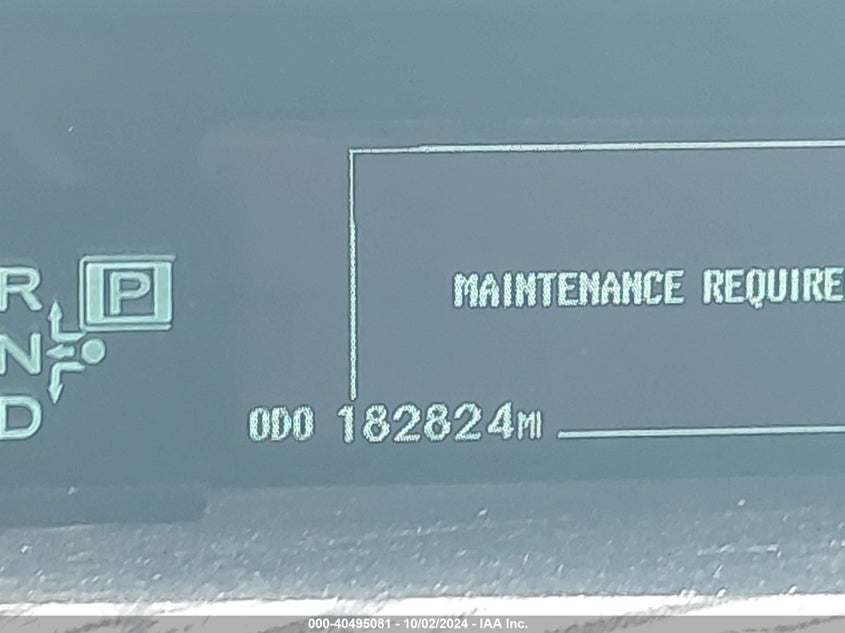 R
P
N
D
MAINTENANCE REQUIRE
ODO 182824MI
000-40495081 - 10/02/2024 - IAA Inc.